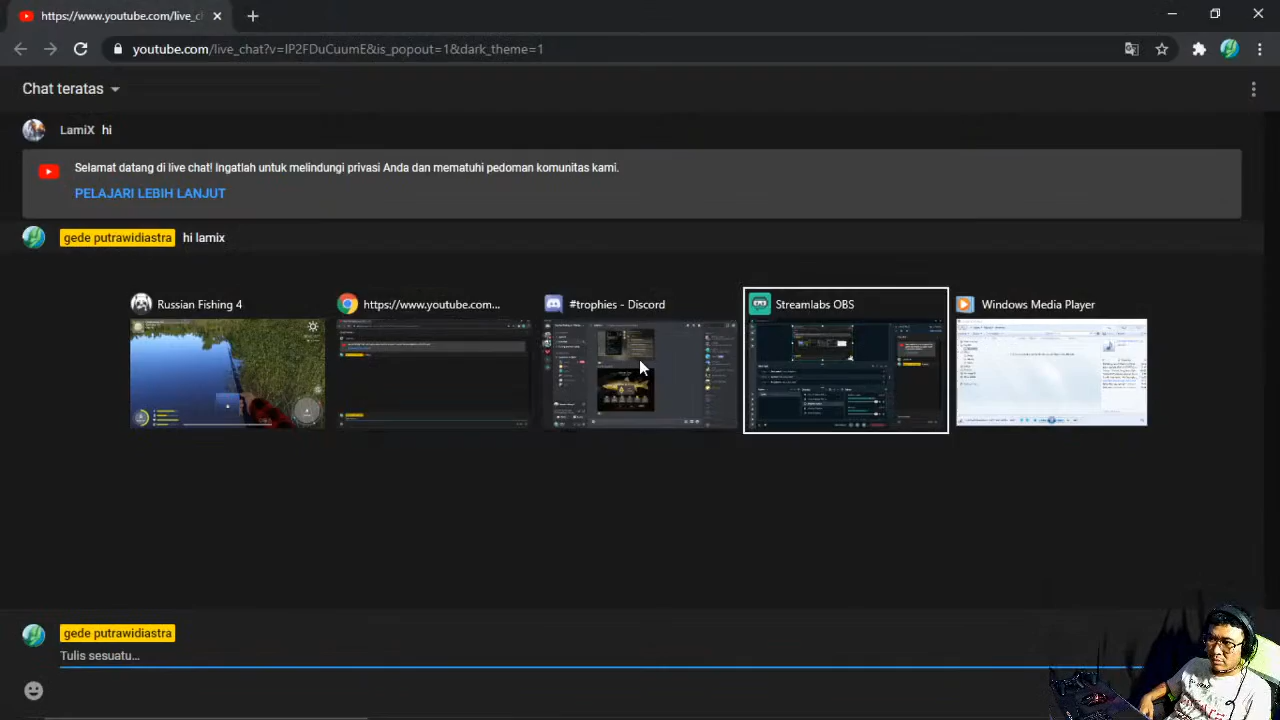 https://www.youtube.com/live_c
youtube.com/live_chat?v=IP2FDuCuumE&is_popout=1&dark_theme=1
Chat teratas
LamiX hi
Selamat datang di live chat! Ingatlah untuk melindungi privasi Anda dan mematuhi pedoman komunitas kami.
PELAJARI LEBIH LANJUT
gede putrawidiastra hi lamix
Russian Fishing 4
https://www.youtube.com...
#trophies - Discord
Streamlabs OBS
Windows Media Player
gede putrawidiastra
Tulis sesuatu...